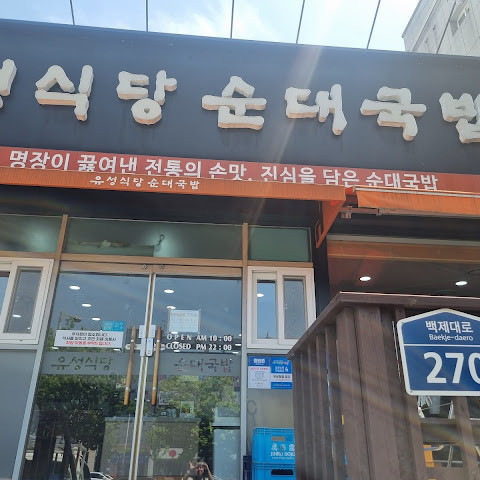 성식당 순대국밥
명장이 끓여낸 전통의 손맛, 진심을 담은 순대국밥
유성식당순대국밥
OPEN AM 10:00
CLOSED PM 22:00
유성식당 순대국밥
백제대로
Baekje-daero
270